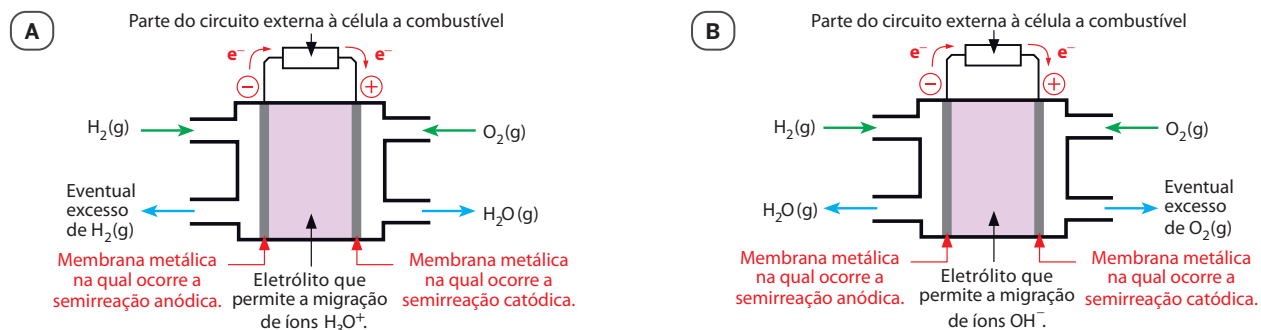 A
Parte do circuito externa à célula a combustível
e⁻
e⁻
−
+
H₂(g)
O₂(g)
Eventual
excesso
de H₂(g)
H₂O(g)
Membrana metálica
na qual ocorre a
semirreação anódica.
Eletrólito que
permite a migração
de íons H₃O⁺.
Membrana metálica
na qual ocorre a
semirreação catódica.
B
Parte do circuito externa à célula a combustível
e⁻
e⁻
−
+
H₂(g)
O₂(g)
H₂O(g)
Eventual
excesso
de O₂(g)
Membrana metálica
na qual ocorre a
semirreação anódica.
Eletrólito que
permite a migração
de íons OH⁻.
Membrana metálica
na qual ocorre a
semirreação catódica.